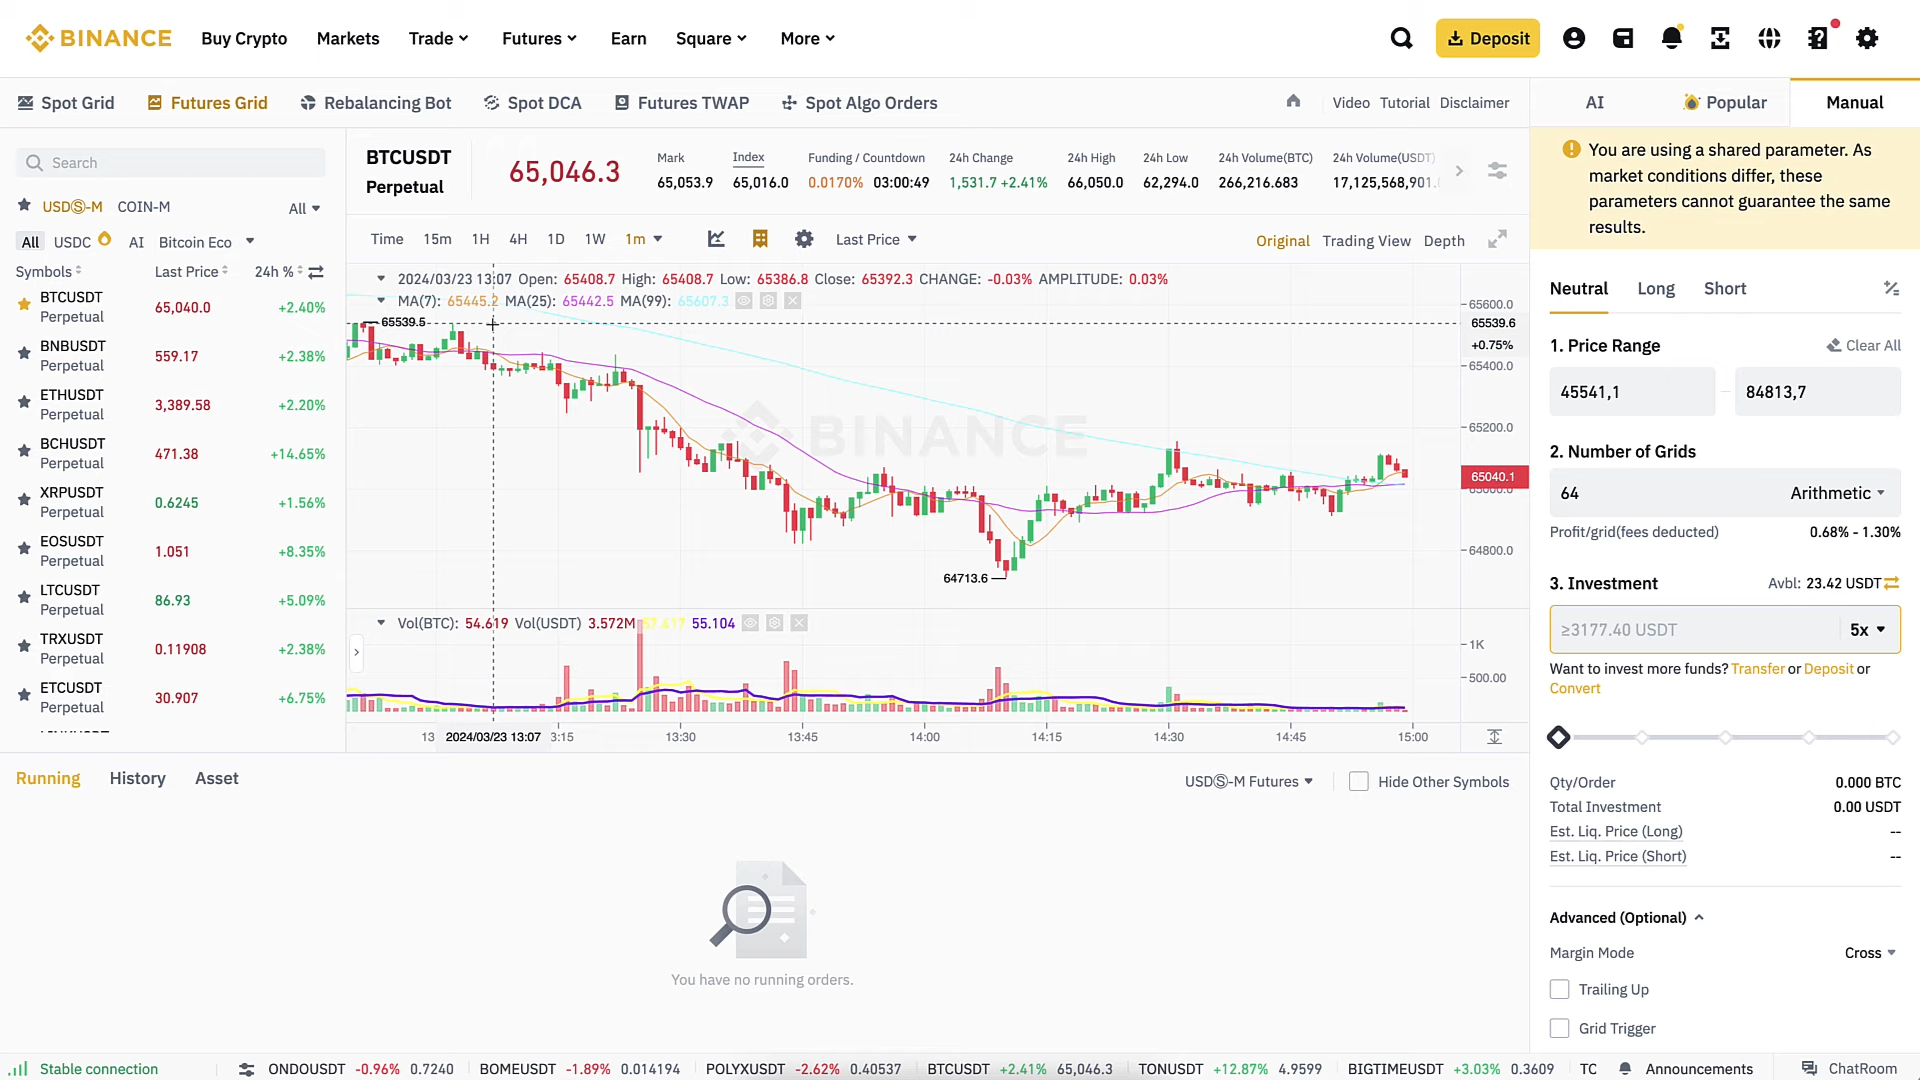 BINANCE
Buy Crypto Markets Trade Futures Earn Square More Deposit
Spot Grid Futures Grid Rebalancing Bot Spot DCA Futures TWAP Spot Algo Orders
Video Tutorial Disclaimer
AI Popular Manual
You are using a shared parameter. As
market conditions differ, these
parameters cannot guarantee the same
results.
Search
USDⓈ-M COIN-M All
All USDC AI Bitcoin Eco
Symbols Last Price 24h %
BTCUSDT
Perpetual 65,040.0 +2.40%
BNBUSDT
Perpetual 559.17 +2.38%
ETHUSDT
Perpetual 3,389.58 +2.20%
BCHUSDT
Perpetual 471.38 +14.65%
XRPUSDT
Perpetual 0.6245 +1.56%
EOSUSDT
Perpetual 1.051 +8.35%
LTCUSDT
Perpetual 86.93 +5.09%
TRXUSDT
Perpetual 0.11908 +2.38%
ETCUSDT
Perpetual 30.907 +6.75%
BTCUSDT
Perpetual
65,046.3
Mark Index Funding / Countdown 24h Change 24h High 24h Low 24h Volume(BTC) 24h Volume(USDT)
65,053.9 65,016.0 0.0170% 03:00:49 1,531.7 +2.41% 66,050.0 62,294.0 266,216.683 17,125,568,901.
Time 15m 1H 4H 1D 1W 1m Last Price
Original Trading View Depth
2024/03/23 13:07 Open: 65408.7 High: 65408.7 Low: 65386.8 Close: 65392.3 CHANGE: -0.03% AMPLITUDE: 0.03%
MA(7): 65445.2 MA(25): 65442.5 MA(99): 65607.3
65539.5
BINANCE
64713.6
65600.0
65539.6
+0.75%
65400.0
65200.0
65040.1
65000.0
64800.0
Vol(BTC): 54.619 Vol(USDT) 3.572M 57.417 55.104
1K
500.00
13 2024/03/23 13:07 3:15 13:30 13:45 14:00 14:15 14:30 14:45 15:00
Running History Asset
USDⓈ-M Futures Hide Other Symbols
You have no running orders.
Neutral Long Short
1. Price Range Clear All
45541,1 – 84813,7
2. Number of Grids
64 Arithmetic
Profit/grid(fees deducted) 0.68% - 1.30%
3. Investment Avbl: 23.42 USDT
≥3177.40 USDT 5x
Want to invest more funds? Transfer or Deposit or
Convert
Qty/Order 0.000 BTC
Total Investment 0.00 USDT
Est. Liq. Price (Long) --
Est. Liq. Price (Short) --
Advanced (Optional)
Margin Mode Cross
Trailing Up
Grid Trigger
Stable connection ONDOUSDT -0.96% 0.7240 BOMEUSDT -1.89% 0.014194 POLYXUSDT -2.62% 0.40537 BTCUSDT +2.41% 65,046.3 TONUSDT +12.87% 4.9599 BIGTIMEUSDT +3.03% 0.3609 TC Announcements ChatRoom